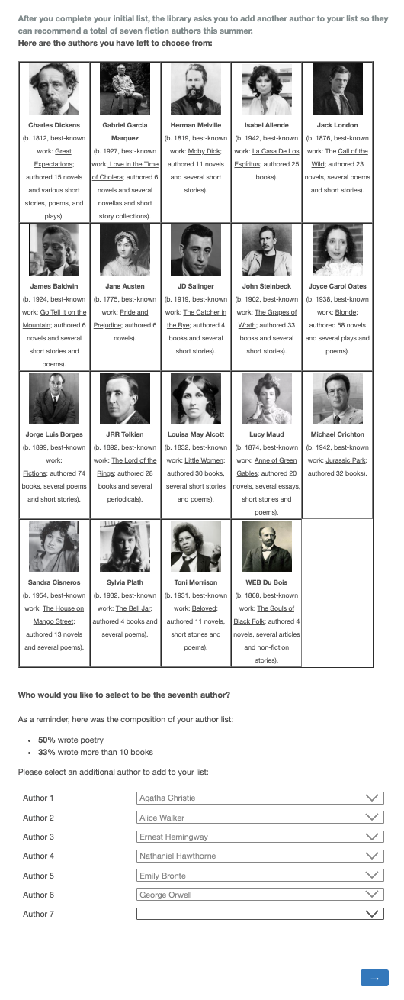 After you complete your initial list, the library asks you to add another author to your list so they
can recommend a total of seven fiction authors this summer.
Here are the authors you have left to choose from:
Charles Dickens
(b. 1812, best-known
work: Great
Expectations;
authored 15 novels
and various short
stories, poems, and
plays).
Gabriel Garcia
Marquez
(b. 1927, best-known
work: Love in the Time
of Cholera; authored 6
novels and several
novellas and short
story collections).
Herman Melville
(b. 1819, best-known
work: Moby Dick;
authored 11 novels
and several short
stories).
Isabel Allende
(b. 1942, best-known
work: La Casa De Los
Espíritus; authored 25
books).
Jack London
(b. 1876, best-known
work: The Call of the
Wild; authored 23
novels, several poems
and short stories).
James Baldwin
(b. 1924, best-known
work: Go Tell It on the
Mountain; authored 6
novels and several
short stories and
poems).
Jane Austen
(b. 1775, best-known
work: Pride and
Prejudice; authored 6
novels).
JD Salinger
(b. 1919, best-known
work: The Catcher in
the Rye; authored 4
books and several
short stories).
John Steinbeck
(b. 1902, best-known
work: The Grapes of
Wrath; authored 33
books and several
short stories).
Joyce Carol Oates
(b. 1938, best-known
work: Blonde;
authored 58 novels
and several plays and
poems).
Jorge Luis Borges
(b. 1899, best-known
work:
Fictions; authored 74
books, several poems
and short stories).
JRR Tolkien
(b. 1892, best-known
work: The Lord of the
Rings; authored 28
books and several
periodicals).
Louisa May Alcott
(b. 1832, best-known
work: Little Women;
authored 30 books,
several short stories
and poems).
Lucy Maud
(b. 1874, best-known
work: Anne of Green
Gables; authored 20
novels, several essays,
short stories, and
poems).
Michael Crichton
(b. 1942, best-known
work: Jurassic Park;
authored 32 books).
Sandra Cisneros
(b. 1954, best-known
work: The House on
Mango Street;
authored 13 novels
and several poems).
Sylvia Plath
(b. 1932, best-known
work: The Bell Jar;
authored 4 books and
several poems).
Toni Morrison
(b. 1931, best-known
work: Beloved;
authored 11 novels,
short stories and
poems).
WEB Du Bois
(b. 1868, best-known
work: The Souls of
Black Folk; authored 4
novels, several articles
and non-fiction
stories).
Who would you like to select to be the seventh author?
As a reminder, here was the composition of your author list:
• 50% wrote poetry
• 33% wrote more than 10 books
Please select an additional author to add to your list:
Author 1 Agatha Christie
Author 2 Alice Walker
Author 3 Ernest Hemingway
Author 4 Nathaniel Hawthorne
Author 5 Emily Bronte
Author 6 George Orwell
Author 7
→